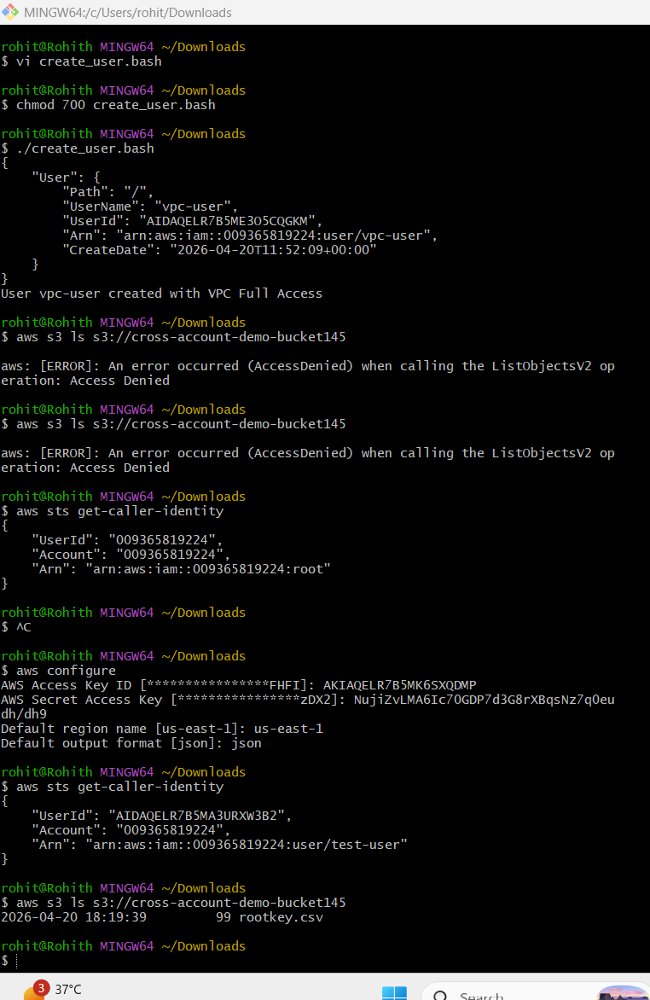 MINGW64:/c/Users/rohit/Downloads
rohit@Rohith MINGW64 ~/Downloads
$ vi create_user.bash
rohit@Rohith MINGW64 ~/Downloads
$ chmod 700 create_user.bash
rohit@Rohith MINGW64 ~/Downloads
$ ./create_user.bash
{
    "User": {
        "Path": "/",
        "UserName": "vpc-user",
        "UserId": "AIDAQELR7B5ME3O5CQGKM",
        "Arn": "arn:aws:iam::009365819224:user/vpc-user",
        "CreateDate": "2026-04-20T11:52:09+00:00"
    }
}
User vpc-user created with VPC Full Access
rohit@Rohith MINGW64 ~/Downloads
$ aws s3 ls s3://cross-account-demo-bucket145
aws: [ERROR]: An error occurred (AccessDenied) when calling the ListObjectsV2 op
eration: Access Denied
rohit@Rohith MINGW64 ~/Downloads
$ aws s3 ls s3://cross-account-demo-bucket145
aws: [ERROR]: An error occurred (AccessDenied) when calling the ListObjectsV2 op
eration: Access Denied
rohit@Rohith MINGW64 ~/Downloads
$ aws sts get-caller-identity
{
    "UserId": "009365819224",
    "Account": "009365819224",
    "Arn": "arn:aws:iam::009365819224:root"
}
rohit@Rohith MINGW64 ~/Downloads
$ ^C
rohit@Rohith MINGW64 ~/Downloads
$ aws configure
AWS Access Key ID [****************FHFI]: AKIAQELR7B5MK6SXQDMP
AWS Secret Access Key [****************zDX2]: NujiZvLMA6Ic7OGDP7d3G8rXBqsNz7q0eu
dh/dh9
Default region name [us-east-1]: us-east-1
Default output format [json]: json
rohit@Rohith MINGW64 ~/Downloads
$ aws sts get-caller-identity
{
    "UserId": "AIDAQELR7B5MA3URXW3B2",
    "Account": "009365819224",
    "Arn": "arn:aws:iam::009365819224:user/test-user"
}
rohit@Rohith MINGW64 ~/Downloads
$ aws s3 ls s3://cross-account-demo-bucket145
2026-04-20 18:19:39         99 rootkey.csv
rohit@Rohith MINGW64 ~/Downloads
$
3 37°C
Search